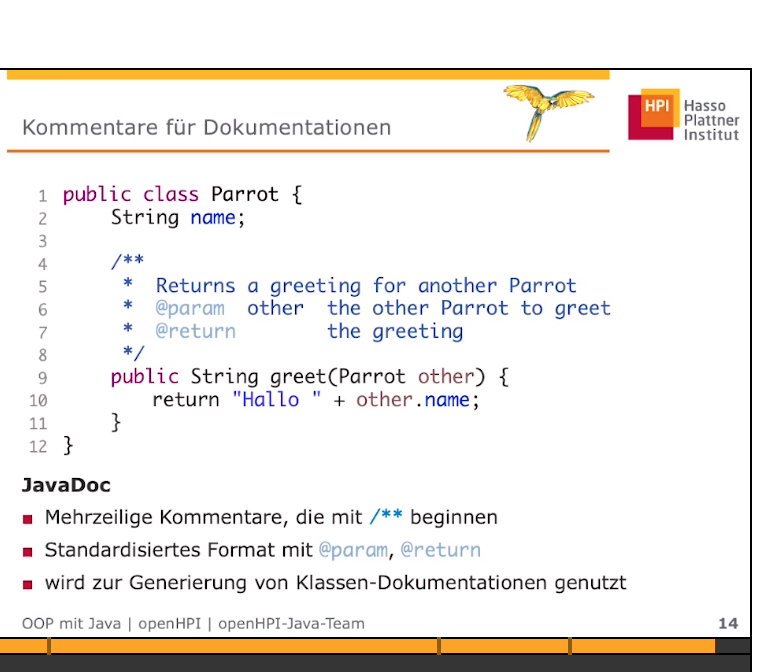 HPI Hasso
Plattner
Institut
Kommentare für Dokumentationen
1 public class Parrot {
2 String name;
3
4 /**
5 * Returns a greeting for another Parrot
6 * @param other the other Parrot to greet
7 * @return the greeting
8 */
9 public String greet(Parrot other) {
10 return "Hallo " + other.name;
11 }
12 }
JavaDoc
Mehrzeilige Kommentare, die mit /** beginnen
Standardisiertes Format mit @param, @return
wird zur Generierung von Klassen-Dokumentationen genutzt
OOP mit Java | openHPI | openHPI-Java-Team 14